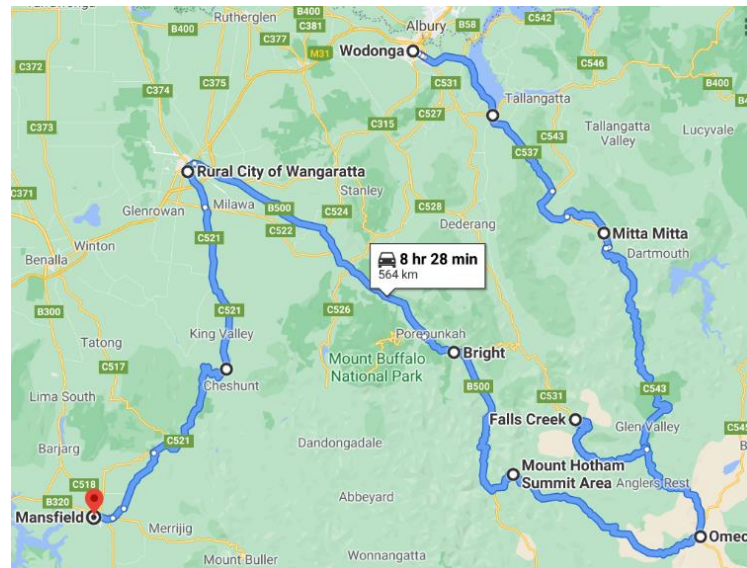 Rutherglen
B400
C377
C381
M31
Albury
B58
C542
C546
B400
C372
Wodonga
C374
C375
C531
C527
Tallangatta
C543
Tallangatta
Valley
Lucyvale
C373
C315
C537
Rural City of Wangaratta
C371
Glenrowan
Milawa
B500
C522
Stanley
C524
C528
Dederang
Winton
Benalla
C521
Mitta Mitta
Dartmouth
8 hr 28 min
564 km
B300
C521
C526
King Valley
Tatong
C517
Cheshunt
Porepunkah
Bright
Mount Buffalo
National Park
B500
C543
Lima South
C531
Falls Creek
Glen Valley
C545
Barjarg
C521
Dandongadale
Mount Hotham
Summit Area
Anglers Rest
C518
B320
Mansfield
Merrijig
Abbeyard
Omeo
Mount Buller
Wonnangatta